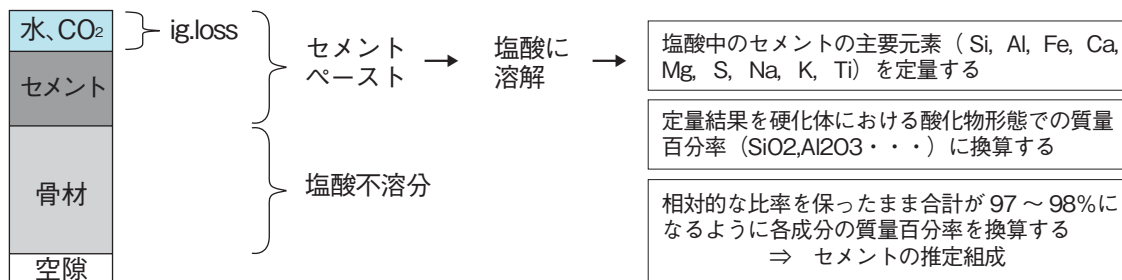 水、CO2
セメント
骨材
空隙
ig.loss
セメント
ペースト
塩酸不溶分
→
塩酸に
溶解
→
塩酸中のセメントの主要元素（ Si, Al, Fe, Ca,
Mg, S, Na, K, Ti）を定量する
定量結果を硬化体における酸化物形態での質量
百分率（SiO2,Al2O3・・・）に換算する
相対的な比率を保ったまま合計が 97 ～ 98%に
なるように各成分の質量百分率を換算する
⇒ セメントの推定組成